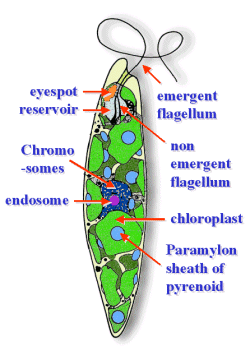 eyespot
reservoir
emergent
flagellum
non
emergent
flagellum
Chromo
-somes
endosome
chloroplast
Paramylon
sheath of
pyrenoid